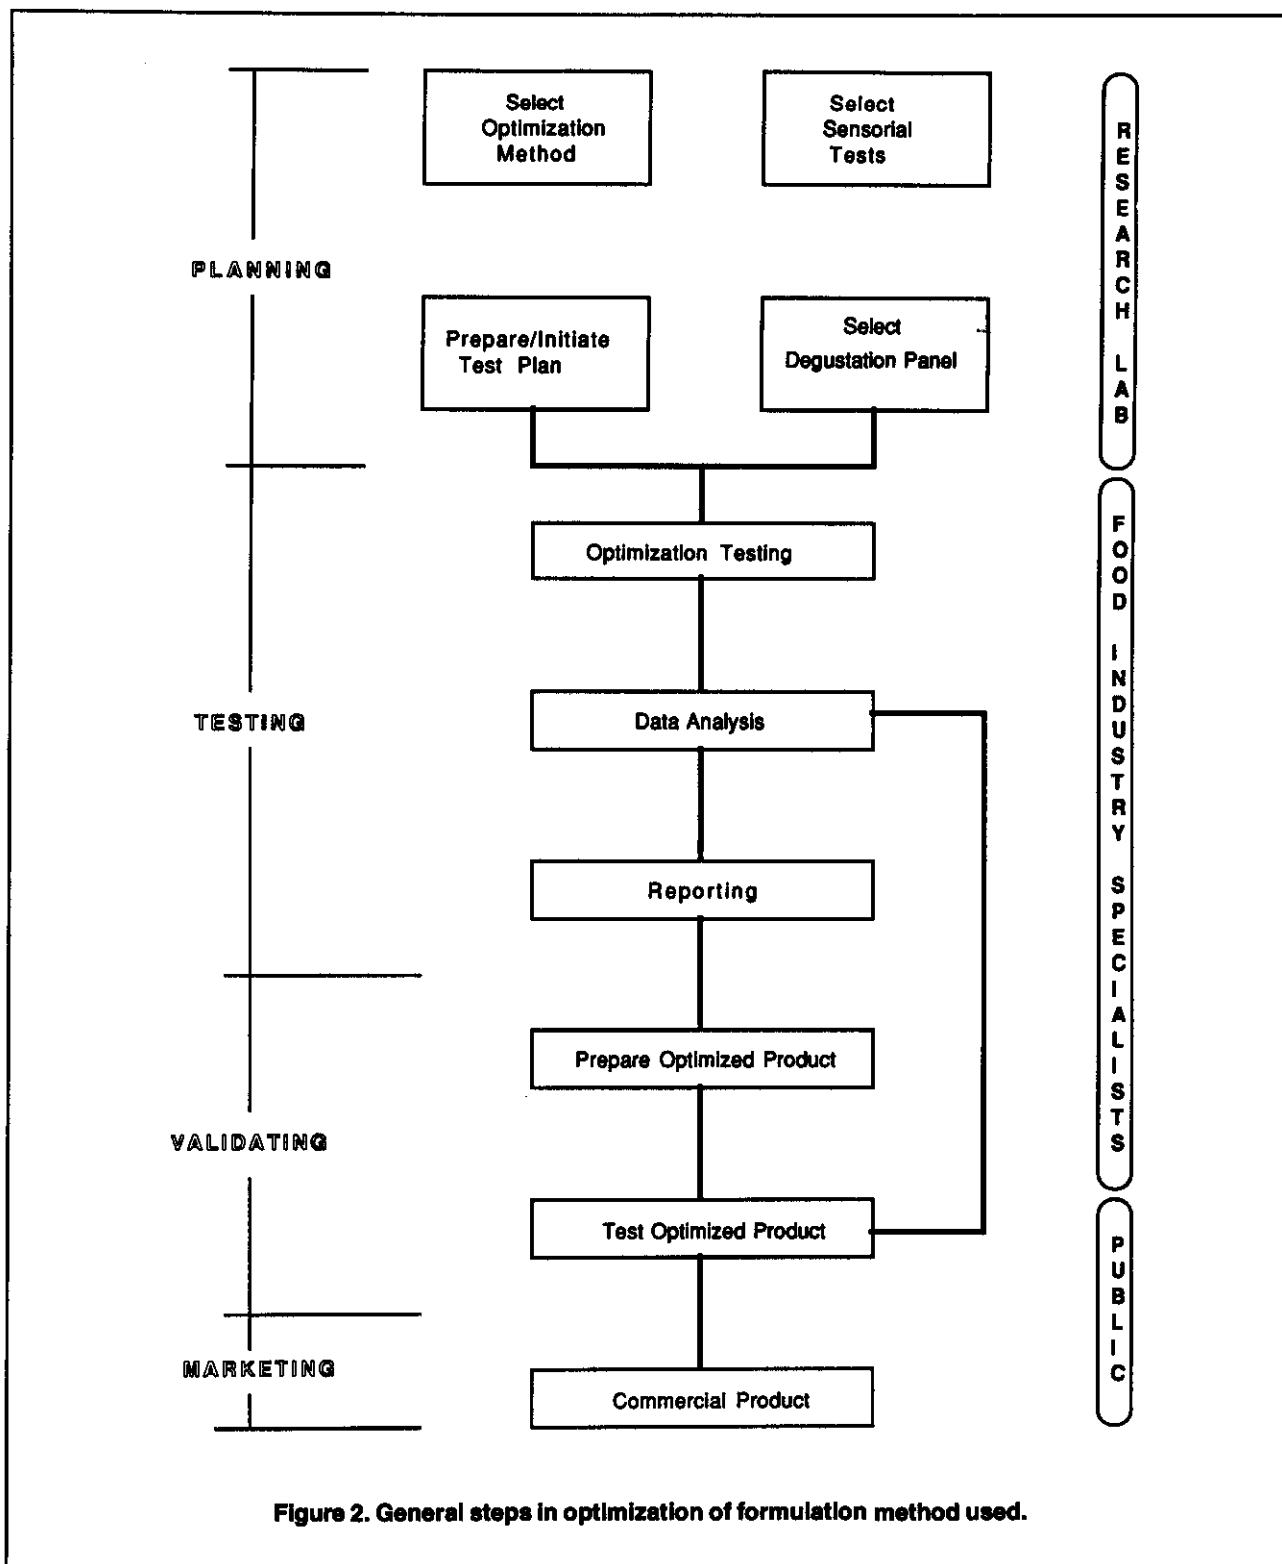 Select
Optimization
Method
Select
Sensorial
Tests
RESEARCH LAB
PLANNING
Prepare/Initiate
Test Plan
Select
Degustation Panel
FOOD INDUSTRY SPECIALISTS
Optimization Testing
TESTING
Data Analysis
Reporting
Prepare Optimized Product
VALIDATING
Test Optimized Product
PUBLIC
MARKETING
Commercial Product
Figure 2. General steps in optimization of formulation method used.